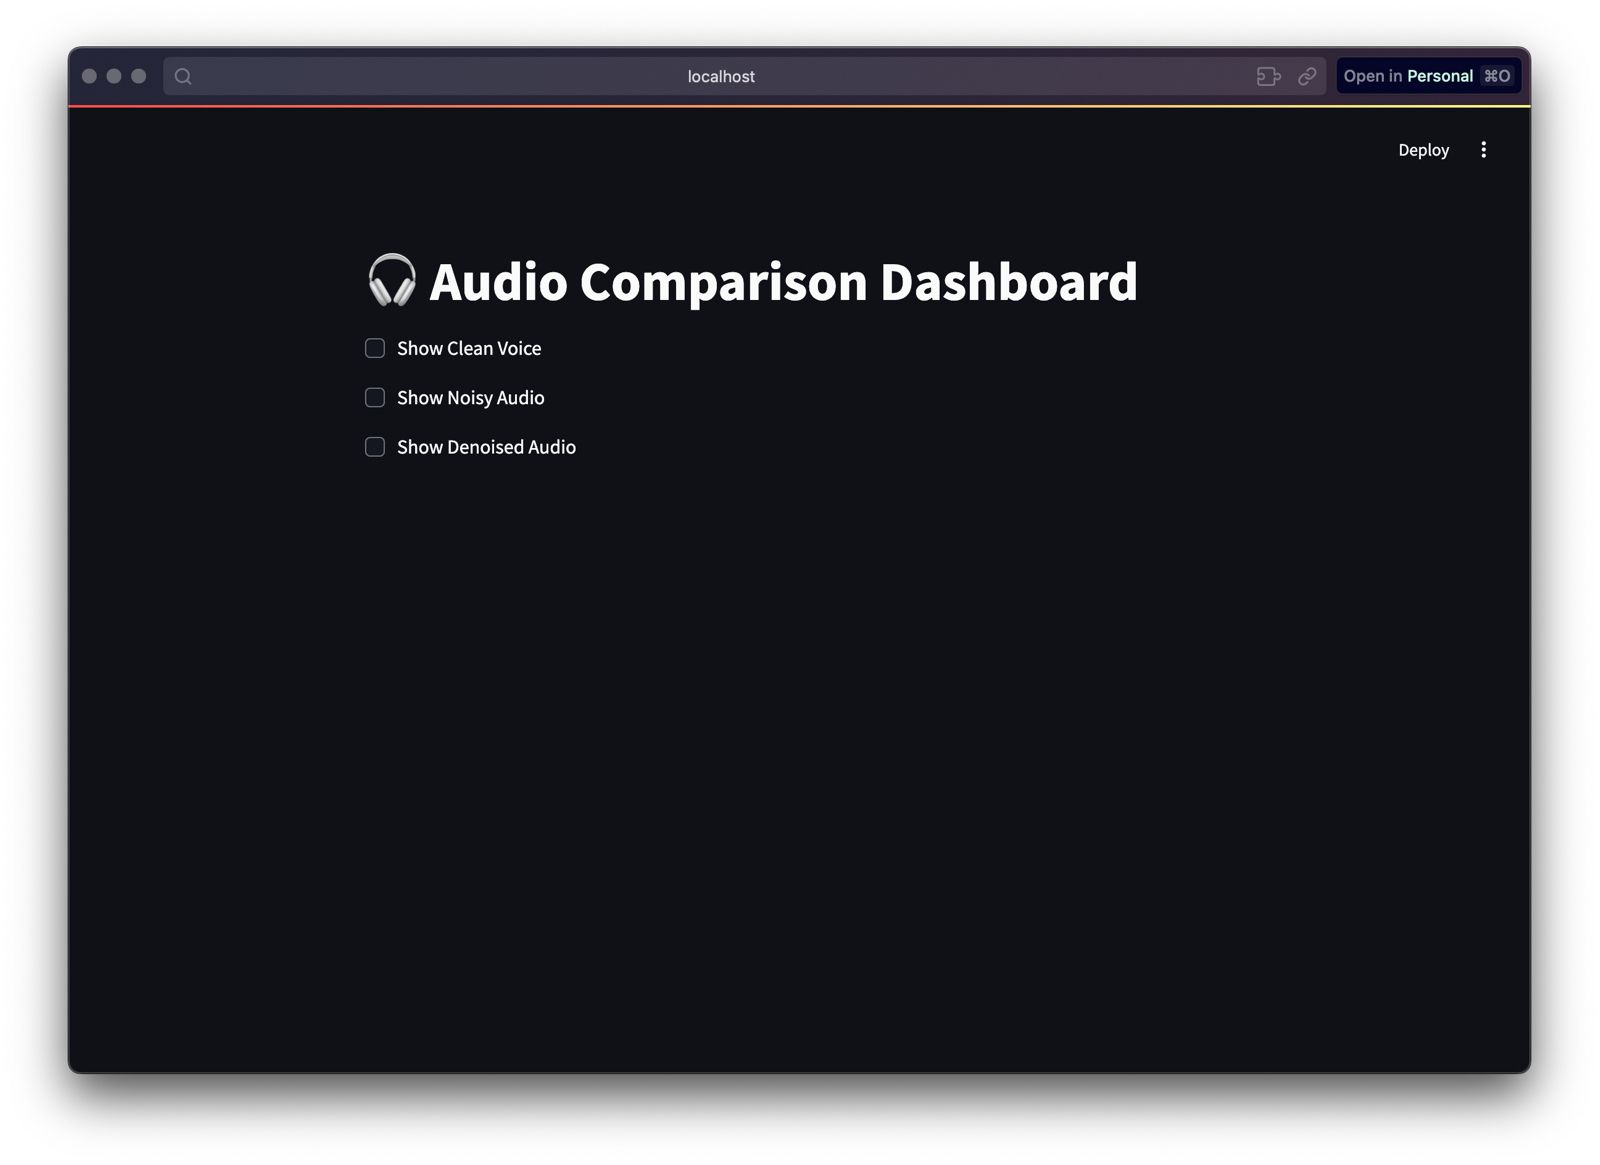 localhost
Open in Personal ⌘O
Deploy
Audio Comparison Dashboard
Show Clean Voice
Show Noisy Audio
Show Denoised Audio